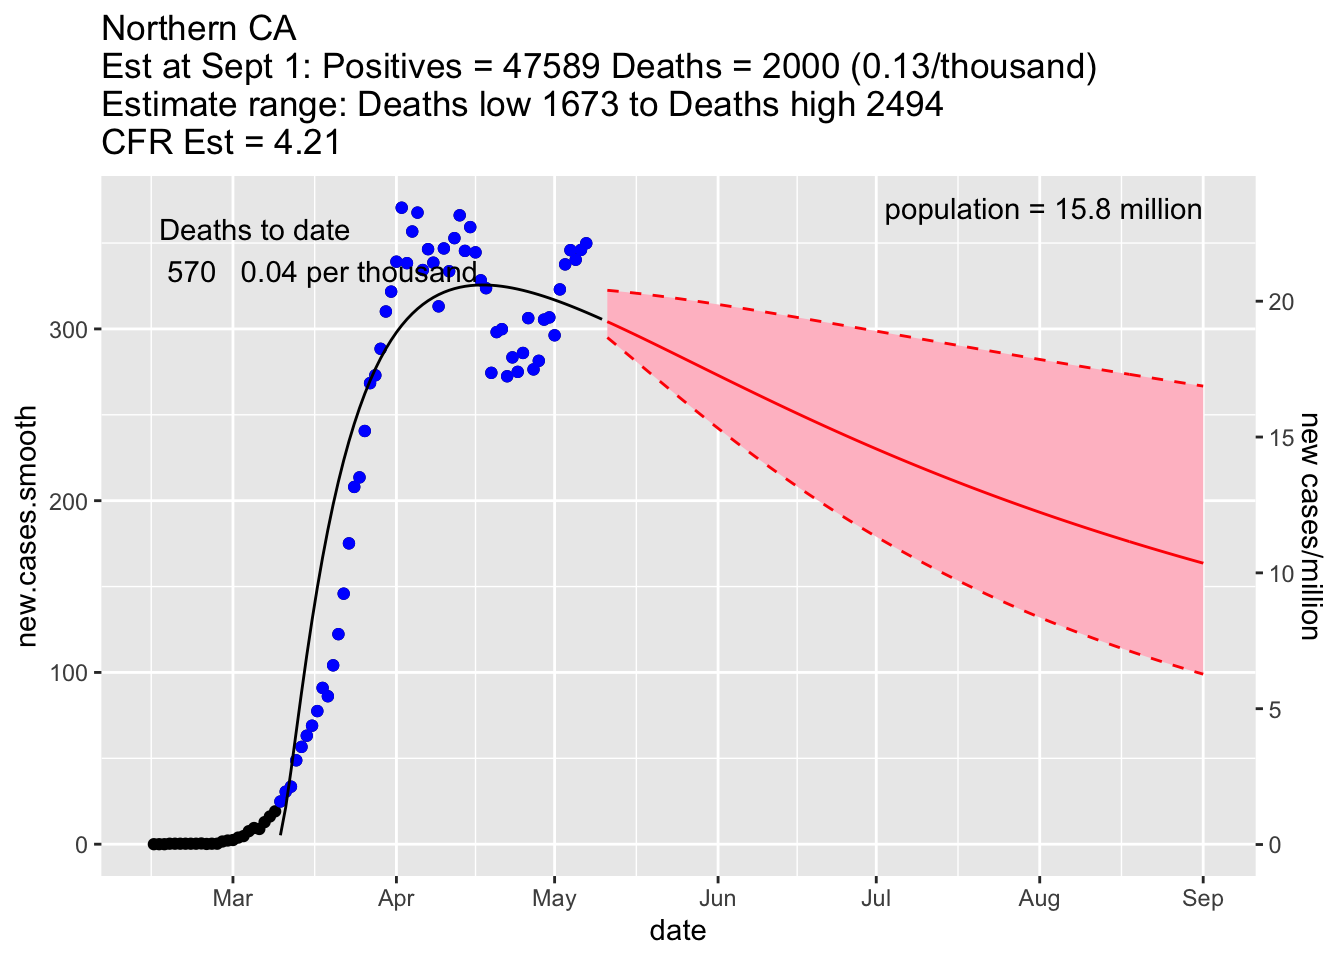 Northern CA
Est at Sept 1: Positives = 47589 Deaths = 2000 (0.13/thousand)
Estimate range: Deaths low 1673 to Deaths high 2494
CFR Est = 4.21
Deaths to date
570 0.04 per thousand
population = 15.8 million
new.cases.smooth
300
200
100
0
20
15
10
5
0
new cases/million
Mar Apr May Jun Jul Aug Sep
date